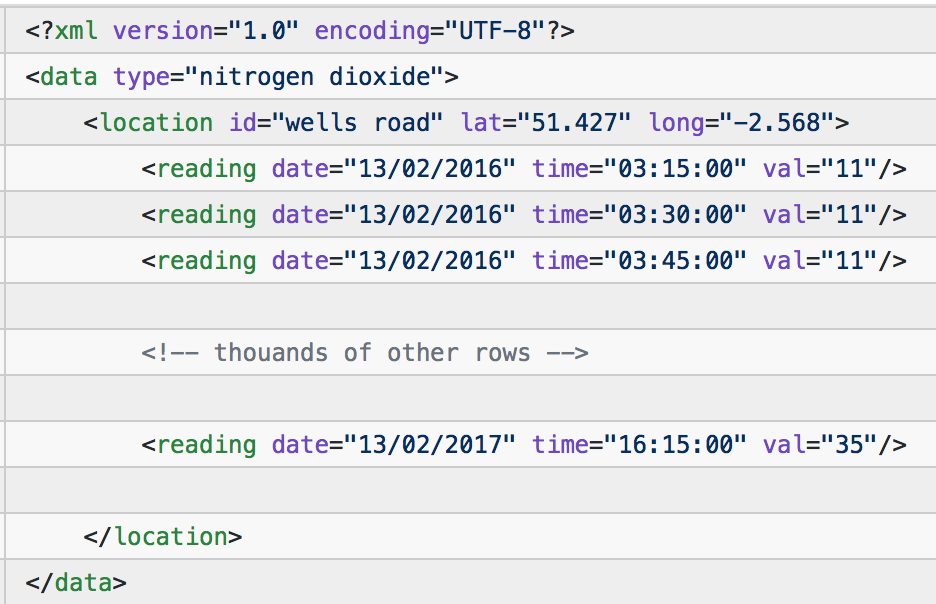 <?xml version="1.0" encoding="UTF-8"?>
<data type="nitrogen dioxide">
<location id="wells road" lat="51.427" long="-2.568">
<reading date="13/02/2016" time="03:15:00" val="11"/>
<reading date="13/02/2016" time="03:30:00" val="11"/>
<reading date="13/02/2016" time="03:45:00" val="11"/>
<!-- thouands of other rows -->
<reading date="13/02/2017" time="16:15:00" val="35"/>
</location>
</data>